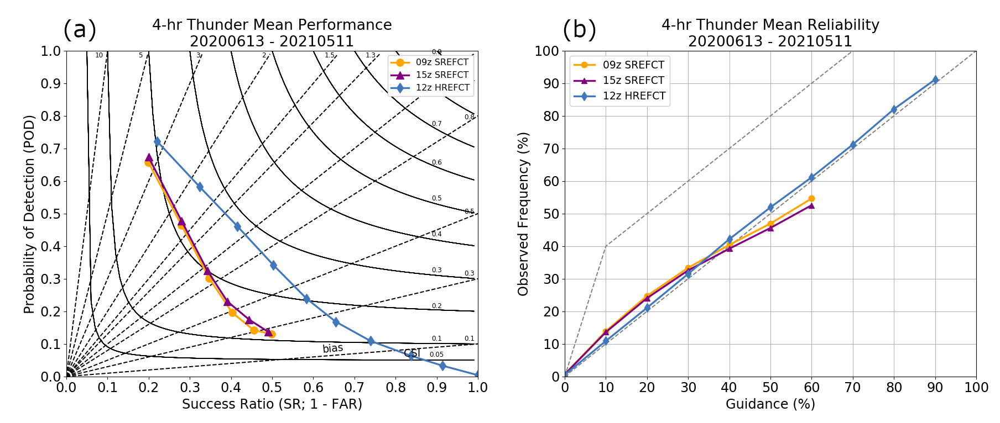 (a)
4-hr Thunder Mean Performance
20200613 - 20210511
10 5 3 2 1.5 1.3 0.9
09z SREFCT
15z SREFCT
12z HREFCT
0.8
0.7
0.6
0.5
0.5
0.4
0.3
0.3
0.2
0.1
0.1
bias
CSI
0.05
1.0
0.9
0.8
0.7
0.6
0.5
0.4
0.3
0.2
0.1
0.0
Probability of Detection (POD)
0.0 0.1 0.2 0.3 0.4 0.5 0.6 0.7 0.8 0.9 1.0
Success Ratio (SR; 1 - FAR)
(b)
4-hr Thunder Mean Reliability
20200613 - 20210511
09z SREFCT
15z SREFCT
12z HREFCT
100
90
80
70
60
50
40
30
20
10
0
Observed Frequency (%)
0 10 20 30 40 50 60 70 80 90 100
Guidance (%)